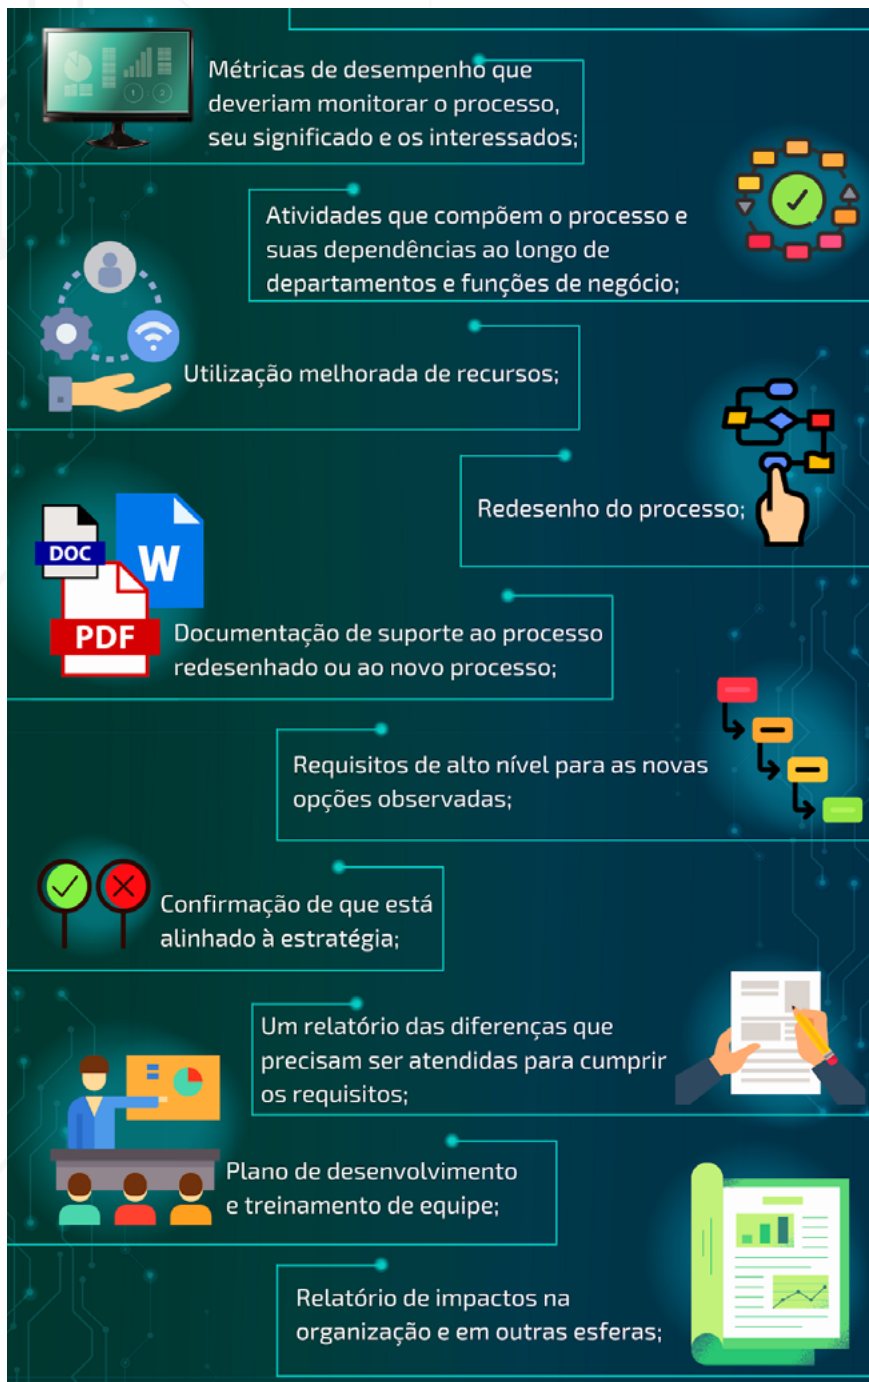 Métricas de desempenho que
deveriam monitorar o processo,
seu significado e os interessados;
1 2
Atividades que compõem o processo e
suas dependências ao longo de
departamentos e funções de negócio;
Utilização melhorada de recursos;
Redesenho do processo;
DOC
W
PDF
Documentação de suporte ao processo
redesenhado ou ao novo processo;
Requisitos de alto nível para as novas
opções observadas;
Confirmação de que está
alinhado à estratégia;
Um relatório das diferenças que
precisam ser atendidas para cumprir
os requisitos;
Plano de desenvolvimento
e treinamento de equipe;
Relatório de impactos na
organização e em outras esferas;